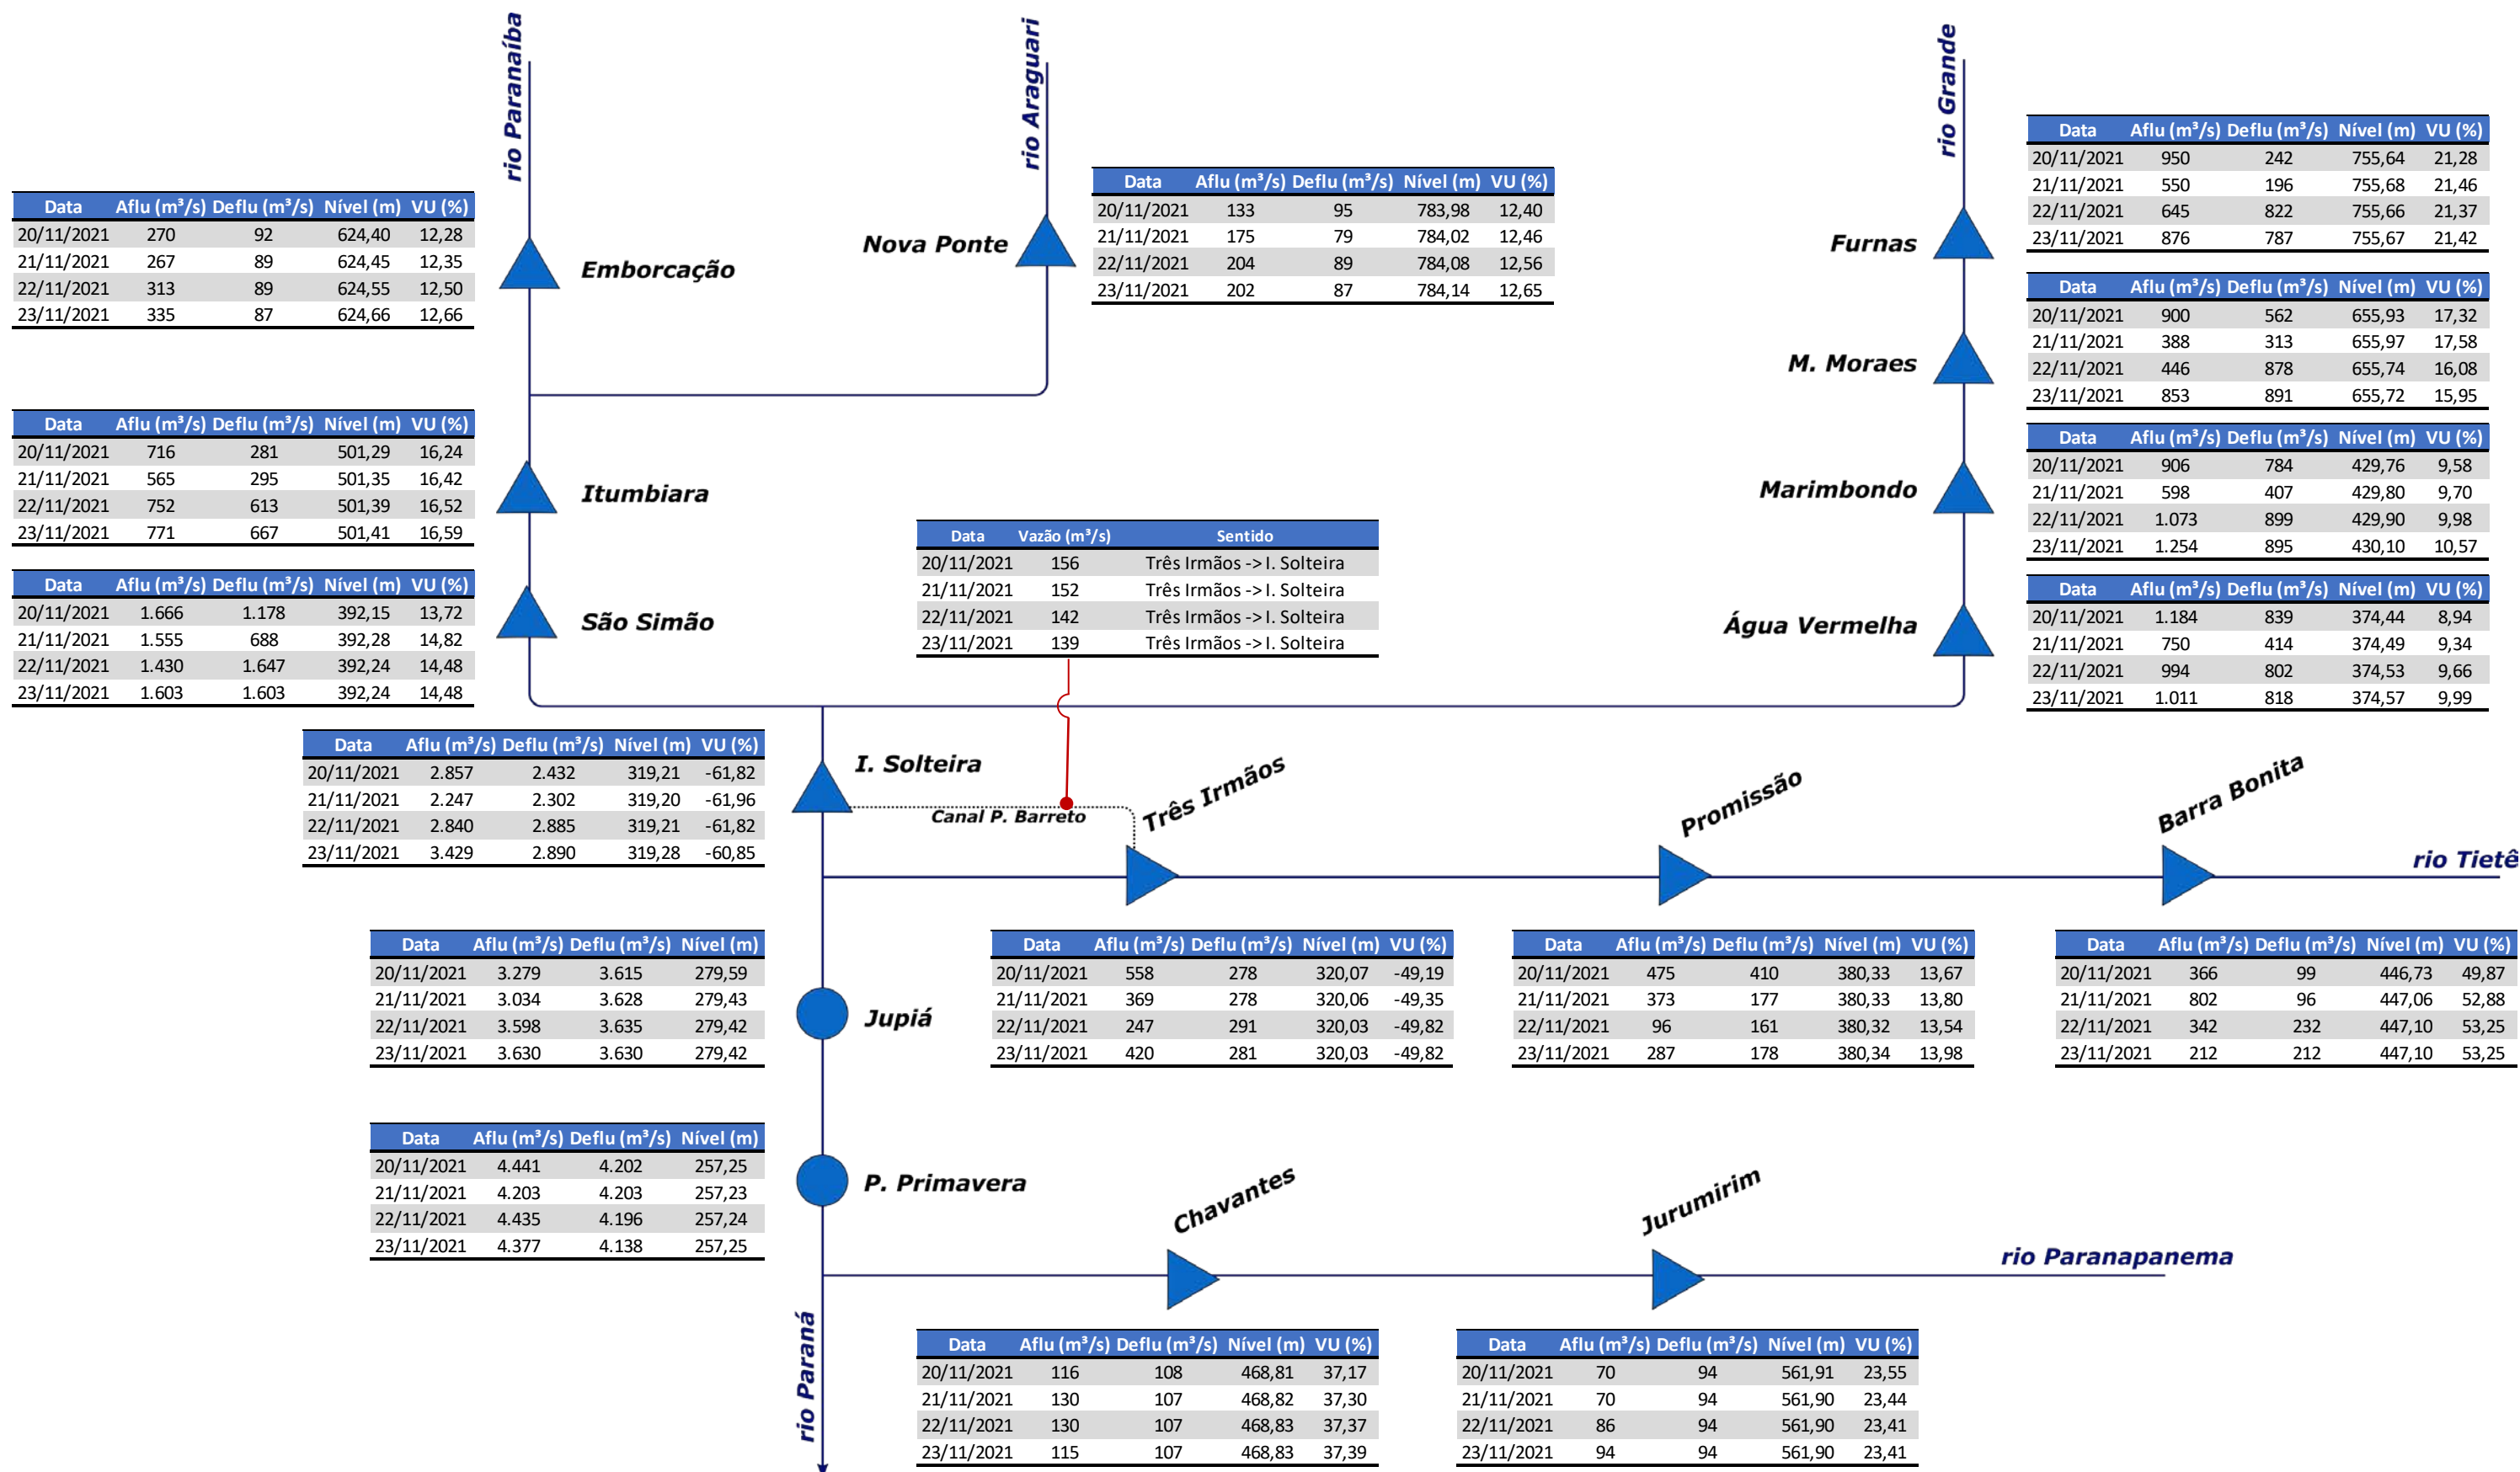 rio Paranaíba
rio Araguari
rio Grande
Data Aflu (m³/s) Deflu (m³/s) Nível (m) VU (%)
20/11/2021 270 92 624,40 12,28
21/11/2021 267 89 624,45 12,35
22/11/2021 313 89 624,55 12,50
23/11/2021 335 87 624,66 12,66
Emborcação
Nova Ponte
Data Aflu (m³/s) Deflu (m³/s) Nível (m) VU (%)
20/11/2021 133 95 783,98 12,40
21/11/2021 175 79 784,02 12,46
22/11/2021 204 89 784,08 12,56
23/11/2021 202 87 784,14 12,65
Furnas
Data Aflu (m³/s) Deflu (m³/s) Nível (m) VU (%)
20/11/2021 950 242 755,64 21,28
21/11/2021 550 196 755,68 21,46
22/11/2021 645 822 755,66 21,37
23/11/2021 876 787 755,67 21,42
M. Moraes
Data Aflu (m³/s) Deflu (m³/s) Nível (m) VU (%)
20/11/2021 900 562 655,93 17,32
21/11/2021 388 313 655,97 17,58
22/11/2021 446 878 655,74 16,08
23/11/2021 853 891 655,72 15,95
Data Aflu (m³/s) Deflu (m³/s) Nível (m) VU (%)
20/11/2021 716 281 501,29 16,24
21/11/2021 565 295 501,35 16,42
22/11/2021 752 613 501,39 16,52
23/11/2021 771 667 501,41 16,59
Itumbiara
Marimbondo
Data Aflu (m³/s) Deflu (m³/s) Nível (m) VU (%)
20/11/2021 906 784 429,76 9,58
21/11/2021 598 407 429,80 9,70
22/11/2021 1.073 899 429,90 9,98
23/11/2021 1.254 895 430,10 10,57
Data Vazão (m³/s) Sentido
20/11/2021 156 Três Irmãos -> I. Solteira
21/11/2021 152 Três Irmãos -> I. Solteira
22/11/2021 142 Três Irmãos -> I. Solteira
23/11/2021 139 Três Irmãos -> I. Solteira
Data Aflu (m³/s) Deflu (m³/s) Nível (m) VU (%)
20/11/2021 1.666 1.178 392,15 13,72
21/11/2021 1.555 688 392,28 14,82
22/11/2021 1.430 1.647 392,24 14,48
23/11/2021 1.603 1.603 392,24 14,48
São Simão
Água Vermelha
Data Aflu (m³/s) Deflu (m³/s) Nível (m) VU (%)
20/11/2021 1.184 839 374,44 8,94
21/11/2021 750 414 374,49 9,34
22/11/2021 994 802 374,53 9,66
23/11/2021 1.011 818 374,57 9,99
Data Aflu (m³/s) Deflu (m³/s) Nível (m) VU (%)
20/11/2021 2.857 2.432 319,21 -61,82
21/11/2021 2.247 2.302 319,20 -61,96
22/11/2021 2.840 2.885 319,21 -61,82
23/11/2021 3.429 2.890 319,28 -60,85
I. Solteira
Canal P. Barreto
Três Irmãos
Promissão
Barra Bonita
rio Tietê
Data Aflu (m³/s) Deflu (m³/s) Nível (m)
20/11/2021 3.279 3.615 279,59
21/11/2021 3.034 3.628 279,43
22/11/2021 3.598 3.635 279,42
23/11/2021 3.630 3.630 279,42
Jupiá
Data Aflu (m³/s) Deflu (m³/s) Nível (m) VU (%)
20/11/2021 558 278 320,07 -49,19
21/11/2021 369 278 320,06 -49,35
22/11/2021 247 291 320,03 -49,82
23/11/2021 420 281 320,03 -49,82
Data Aflu (m³/s) Deflu (m³/s) Nível (m) VU (%)
20/11/2021 475 410 380,33 13,67
21/11/2021 373 177 380,33 13,80
22/11/2021 96 161 380,32 13,54
23/11/2021 287 178 380,34 13,98
Data Aflu (m³/s) Deflu (m³/s) Nível (m) VU (%)
20/11/2021 366 99 446,73 49,87
21/11/2021 802 96 447,06 52,88
22/11/2021 342 232 447,10 53,25
23/11/2021 212 212 447,10 53,25
Data Aflu (m³/s) Deflu (m³/s) Nível (m)
20/11/2021 4.441 4.202 257,25
21/11/2021 4.203 4.203 257,23
22/11/2021 4.435 4.196 257,24
23/11/2021 4.377 4.138 257,25
P. Primavera
Chavantes
Jurumirim
rio Paranapanema
rio Paraná
Data Aflu (m³/s) Deflu (m³/s) Nível (m) VU (%)
20/11/2021 116 108 468,81 37,17
21/11/2021 130 107 468,82 37,30
22/11/2021 130 107 468,83 37,37
23/11/2021 115 107 468,83 37,39
Data Aflu (m³/s) Deflu (m³/s) Nível (m) VU (%)
20/11/2021 70 94 561,91 23,55
21/11/2021 70 94 561,90 23,44
22/11/2021 86 94 561,90 23,41
23/11/2021 94 94 561,90 23,41